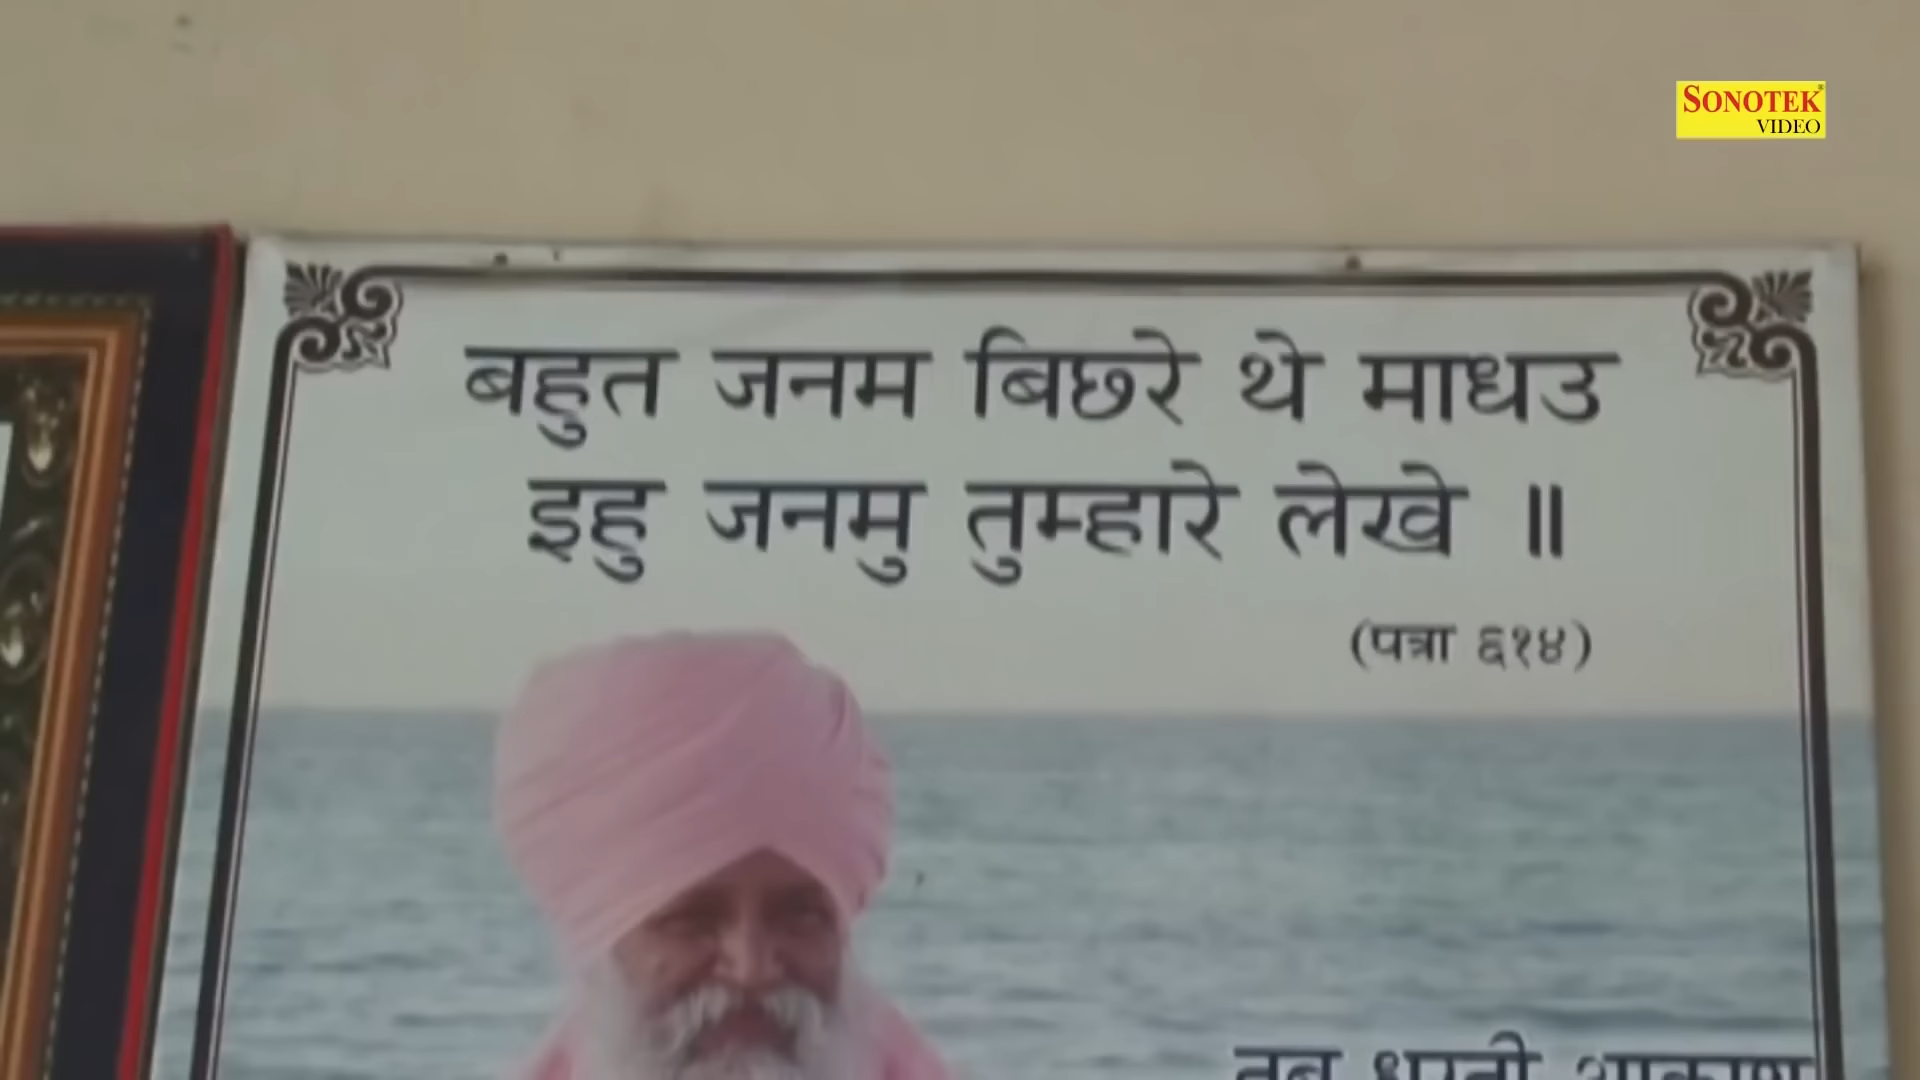 SONOTEK
VIDEO
बहुत जनम बिछरे थे माधउ
इहु जनमु तुम्हारे लेखे ॥
(पत्रा ६१४)